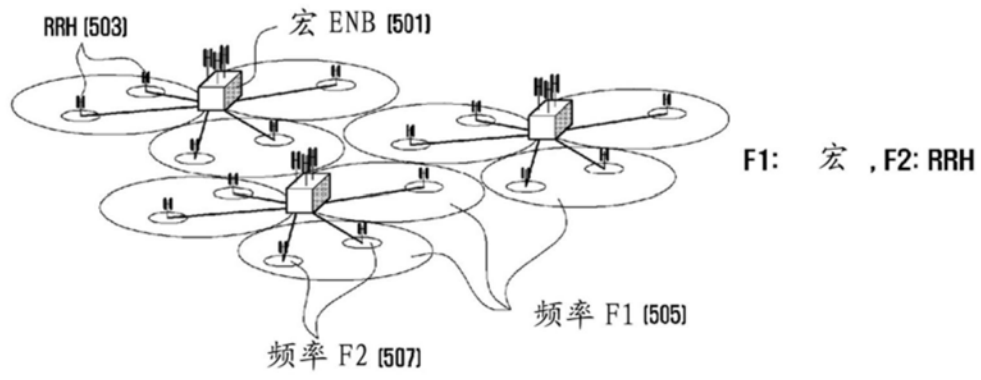 RRH (503)
宏 ENB (501)
F1: 宏 , F2: RRH
频率 F1 (505)
频率 F2 (507)